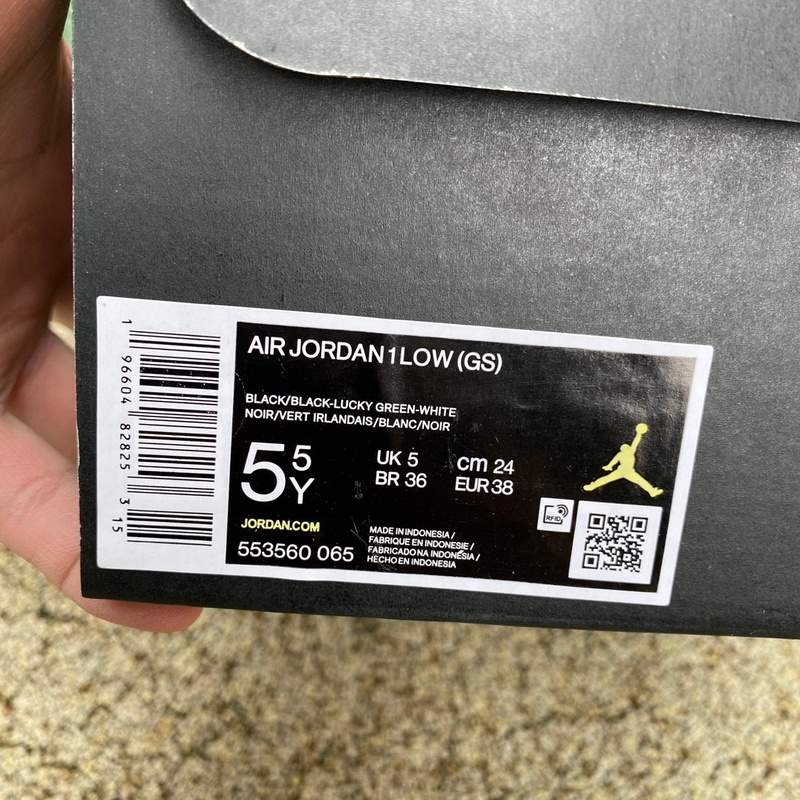 AIR JORDAN 1 LOW (GS)
BLACK/BLACK-LUCKY GREEN-WHITE
NOIR/VERT IRLANDAIS/BLANC/NOIR
5 5 Y
UK 5 cm 24
BR 36 EUR 38
JORDAN.COM
553560 065
MADE IN INDONESIA /
FABRIQUE EN INDONESIE /
FABRICADO NA INDONÉSIA /
HECHO EN INDONESIA
RFID
1 96604 82825 3 15